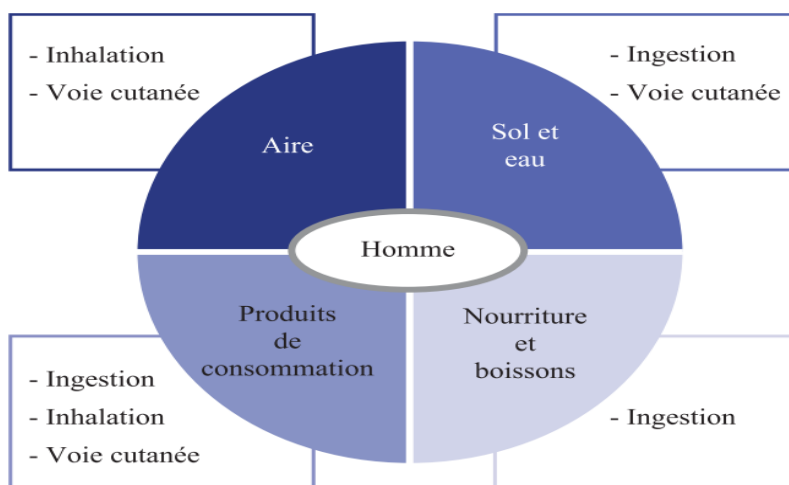 - Inhalation
- Voie cutanée
- Ingestion
- Voie cutanée
Aire
Sol et
eau
Homme
Produits
de
consommation
Nourriture
et
boissons
- Ingestion
- Inhalation
- Voie cutanée
- Ingestion